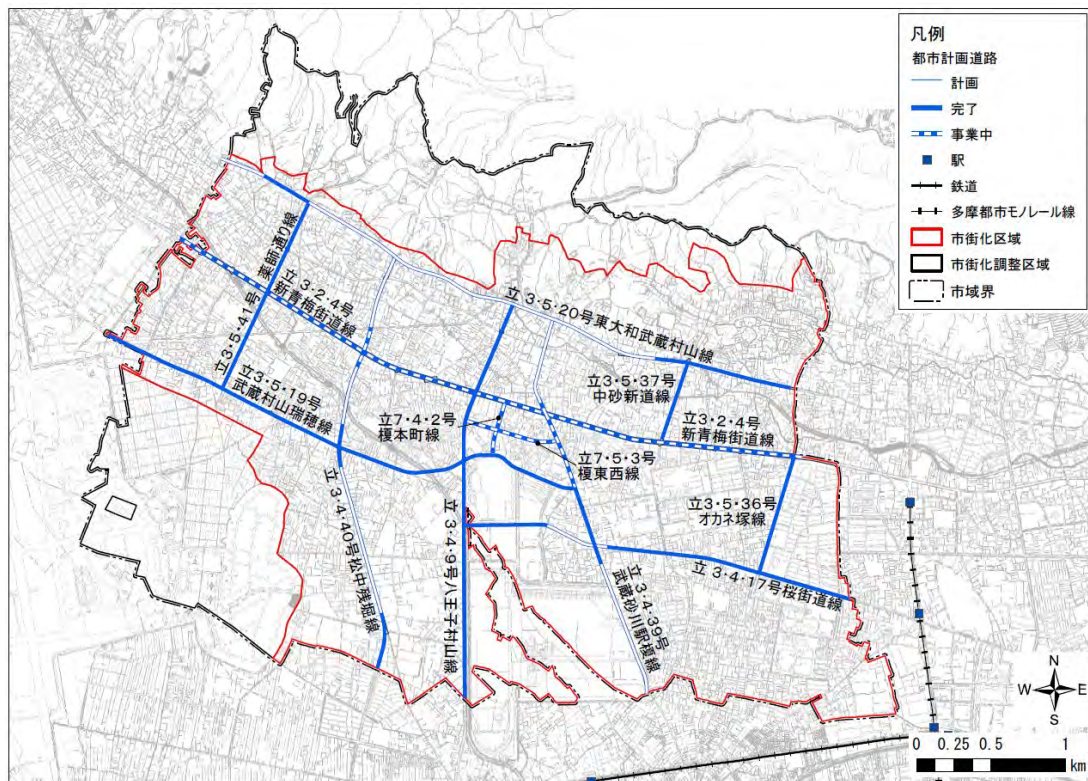 凡例
都市計画道路
計画
完了
事業中
駅
鉄道
多摩都市モノレール線
市街化区域
市街化調整区域
市域界
立3・5・41号 薬師通り線
立3・2・4号
新青梅街道線
立3・5・20号東大和武蔵村山線
立3・5・19号
武蔵村山瑞穂線
立3・5・37号
中砂新道線
立3・2・4号
新青梅街道線
立7・4・2号
榎本町線
立7・5・3号
榎東西線
立3・5・36号
オカネ塚線
立3・4・40号松中残堀線
立3・4・9号八王子村山線
立3・4・39号
武蔵砂川駅榎線
立3・4・17号桜街道線
N
W E
S
0 0.25 0.5 1
km